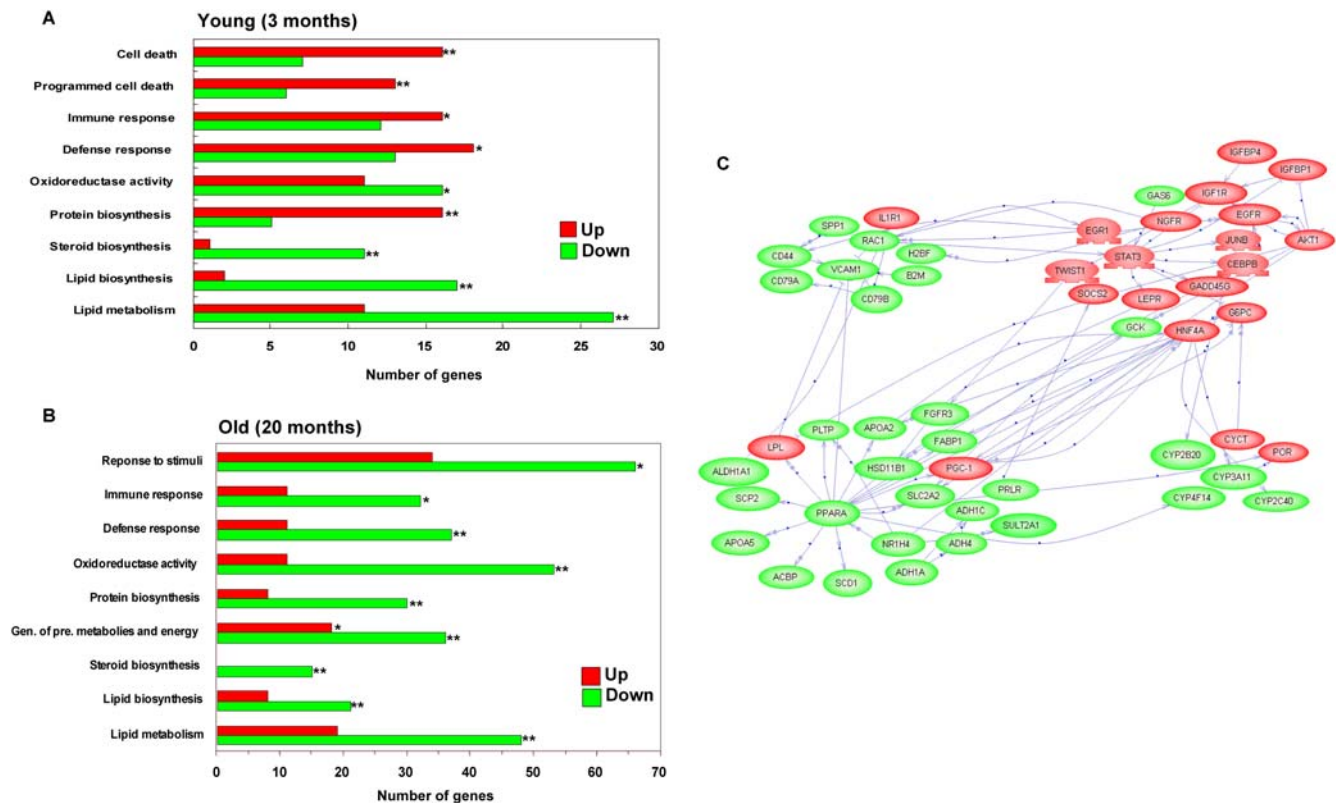 A
Young (3 months)
Cell death
**
Programmed cell death
**
Immune response
*
Defense response
*
Oxidoreductase activity
*
Protein biosynthesis
**
Steroid biosynthesis
**
Lipid biosynthesis
**
Lipid metabolism
**
Up
Down
0 5 10 15 20 25 30
Number of genes
B
Old (20 months)
Reponse to stimuli
*
Immune response
*
Defense response
**
Oxidoreductase activity
**
Protein biosynthesis
**
Gen. of pre. metabolies and energy
*
**
Steroid biosynthesis
**
Lipid biosynthesis
**
Lipid metabolism
**
Up
Down
0 10 20 30 40 50 60 70
Number of genes
C
IGFBP4
IGFBP1
GAS6
IGF1R
IL1R1
NGFR
EGFR
SPP1
EGR1
RAC1
JUNB
AKT1
CD44
H2BF
STAT3
CEBPB
VCAM1
B2M
TWIST1
CD79A
CD79B
SOCS2
LEPR
GADD45G
G6PC
GCK
HNF4A
FGFR3
PLTP
APOA2
LPL
FABP1
CYCT
POR
CYP2B20
ALDH1A1
HSD11B1
PGC-1
CYP3A11
SCP2
SLC2A2
PRLR
CYP4F14
CYP2C40
PPARA
ADH1C
SULT2A1
APOA5
NR1H4
ADH4
ACBP
SCD1
ADH1A